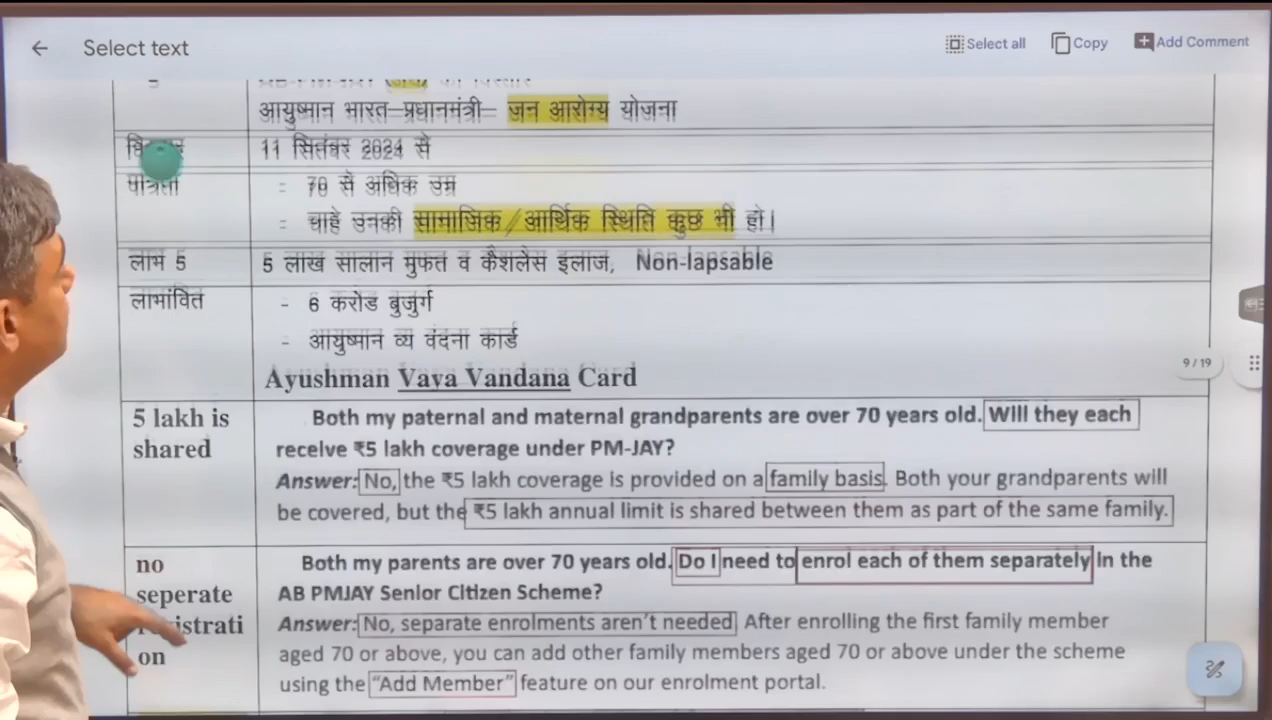 Select text
Select all
Copy
Add Comment
आयुष्मान भारत–प्रधानमंत्री– जन आरोग्य योजना
11 सितंबर 2024 से
पात्रता
- 70 से अधिक उम्र
- चाहे उनकी सामाजिक / आर्थिक स्थिति कुछ भी हो।
लाभ 5
5 लाख सालान मुफत व कैशलेस इलाज, Non-lapsable
लाभांवित
- 6 करोड बुजुर्ग
- आयुष्मान व्य वंदना कार्ड
Ayushman Vaya Vandana Card
9 / 19
5 lakh is
shared
Both my paternal and maternal grandparents are over 70 years old. Will they each
receive ₹5 lakh coverage under PM-JAY?
Answer: No, the ₹5 lakh coverage is provided on a family basis. Both your grandparents will
be covered, but the ₹5 lakh annual limit is shared between them as part of the same family.
no
seperate
on
Both my parents are over 70 years old. Do I need to enrol each of them separately in the
AB PMJAY Senior Citizen Scheme?
Answer: No, separate enrolments aren't needed. After enrolling the first family member
aged 70 or above, you can add other family members aged 70 or above under the scheme
using the "Add Member" feature on our enrolment portal.